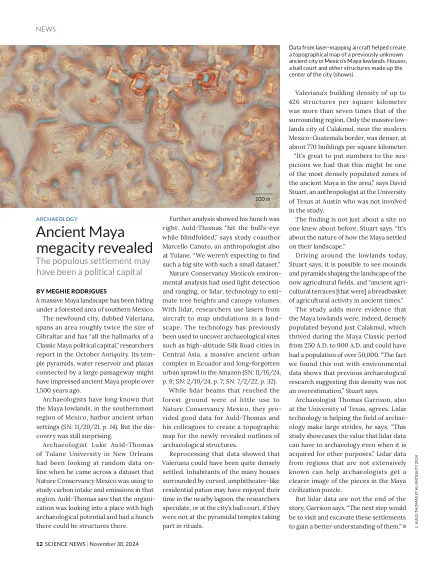 NEWS
100 m
Data from laser-mapping aircraft helped create
a topographical map of a previously unknown
ancient city in Mexico's Maya lowlands. Houses,
a ball court and other structures made up the
center of the city (shown).
ARCHAEOLOGY
Ancient Maya
megacity revealed
The populous settlement may
have been a political capital
BY MEGHIE RODRIGUES
A massive Maya landscape has been hiding
under a forested area of southern Mexico.
The newfound city, dubbed Valeriana,
spans an area roughly twice the size of
Gibraltar and has "all the hallmarks of a
Classic Maya political capital," researchers
report in the October Antiquity. Its tem-
ple pyramids, water reservoir and plazas
connected by a large passageway might
have impressed ancient Maya people over
1,500 years ago.
Archaeologists have long known that
the Maya lowlands, in the southernmost
region of Mexico, harbor ancient urban
settings (SN: 11/20/21, p. 14). But the dis-
covery was still surprising.
Archaeologist Luke Auld-Thomas
of Tulane University in New Orleans
had been looking at random data on-
line when he came across a dataset that
Nature Conservancy Mexico was using to
study carbon intake and emissions in that
region. Auld-Thomas saw that the organi-
zation was looking into a place with high
archaeological potential and had a hunch
there could be structures there.
Further analysis showed his hunch was
right. Auld-Thomas "hit the bull's-eye
while blindfolded," says study coauthor
Marcello Canuto, an anthropologist also
at Tulane. "We weren't expecting to find
such a big site with such a small dataset."
Nature Conservancy Mexico's environ-
mental analysis had used light detection
and ranging, or lidar, technology to esti-
mate tree heights and canopy volumes.
With lidar, researchers use lasers from
aircraft to map undulations in a land-
scape. The technology has previously
been used to uncover archaeological sites
such as high-altitude Silk Road cities in
Central Asia, a massive ancient urban
complex in Ecuador and long-forgotten
urban sprawl in the Amazon (SN: 11/16/24,
p. 9; SN: 2/10/24, p. 7; SN: 7/2/22, p. 32).
While lidar beams that reached the
forest ground were of little use to
Nature Conservancy Mexico, they pro-
vided good data for Auld-Thomas and
his colleagues to create a topographic
map for the newly revealed outlines of
archaeology.
Reprocessing that data showed that
Valeriana could have been quite densely
settled. Inhabitants of the many houses
surrounded by curved, amphitheater-like
residential patios may have enjoyed their
time in the nearby lagoon, the researchers
speculate, or at the city's ball court, if they
were not at the pyramidal temples taking
part in rituals.
Valeriana's building density of up to
426 structures per square kilometer
was more than seven times that of the
surrounding region. Only the massive low-
lands city of Calakmul, near the modern
Mexico–Guatemala border, was denser, at
about 770 buildings per square kilometer.
"It's great to put numbers to the sus-
picions we had that this might be one
of the most densely populated zones of
the ancient Maya in the area," says David
Stuart, an anthropologist at the University
of Texas at Austin who was not involved
in the study.
The finding is not just about a site no
one knew about before, Stuart says. "It's
about the nature of how the Maya settled
on their landscape."
Driving around the lowlands today,
Stuart says, it is possible to see mounds
and pyramids shaping the landscape of the
now agricultural fields, and "ancient agri-
cultural terraces [that were] a breadbasket
of agricultural activity in ancient times."
The study adds more evidence that
the Maya lowlands were, indeed, densely
populated beyond just Calakmul, which
thrived during the Maya Classic period
from 250 A.D. to 900 A.D. and could have
had a population of over 50,000. "The fact
we found this out with environmental
data shows that previous archaeological
research suggesting this density was not
an overestimation," Stuart says.
Archaeologist Thomas Garrison, also
at the University of Texas, agrees. Lidar
technology is helping the field of archae-
ology make large strides, he says. "This
study showcases the value that lidar data
can have to archaeology even when it is
acquired for other purposes." Lidar data
from regions that are not extensively
known can help archaeologists get a
clearer image of the pieces in the Maya
civilization puzzle.
But lidar data are not the end of the
story, Garrison says. "The next step would
be to visit and excavate these settlements
to gain a better understanding of them."
12 SCIENCE NEWS | November 30, 2024